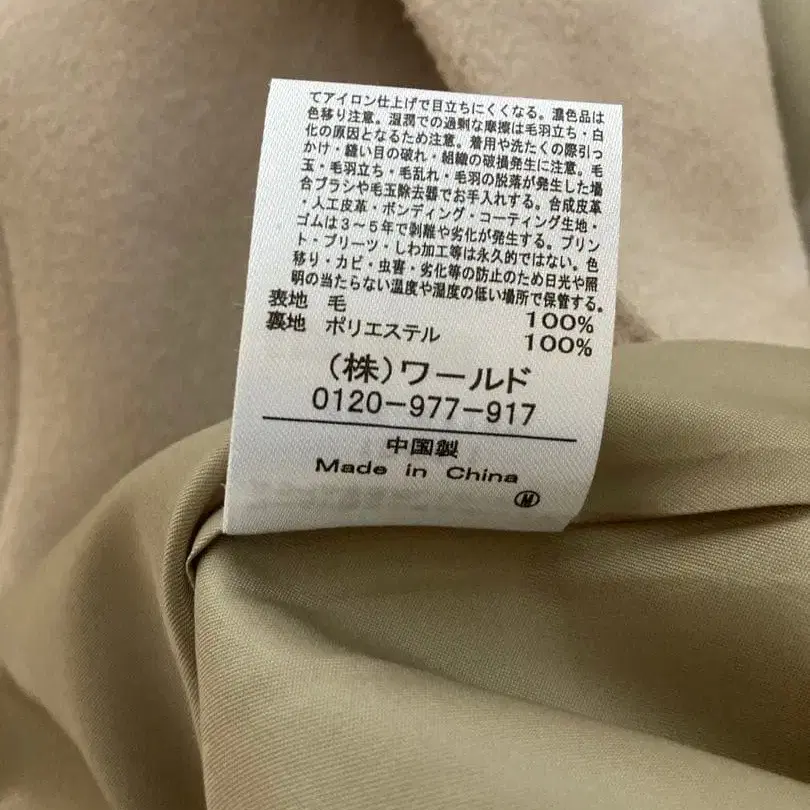 てアイロン仕上げで目立ちにくくなる。濃色品は
色移り注意。湿潤での過剰な摩擦は毛羽立ち・白
化の原因となるため注意。着用や洗たくの際引っ
かけ・縫い目の破れ・組織の破損発生に注意。毛
玉・毛羽立ち・毛乱れ・毛羽の脱落が発生した場
合ブラシや毛玉除去器でお手入れする。合成皮革
・人工皮革・ボンディング・コーティング生地・
ゴムは3～5年で剥離や劣化が発生する。プリン
ト・プリーツ・しわ加工等は永久的ではない。色
移り・カビ・虫害・劣化等の防止のため日光や照
明の当たらない温度や湿度の低い場所で保管する。
表地 毛 100%
裏地 ポリエステル 100%
(株)ワールド
0120-977-917
中国製
Made in China
M